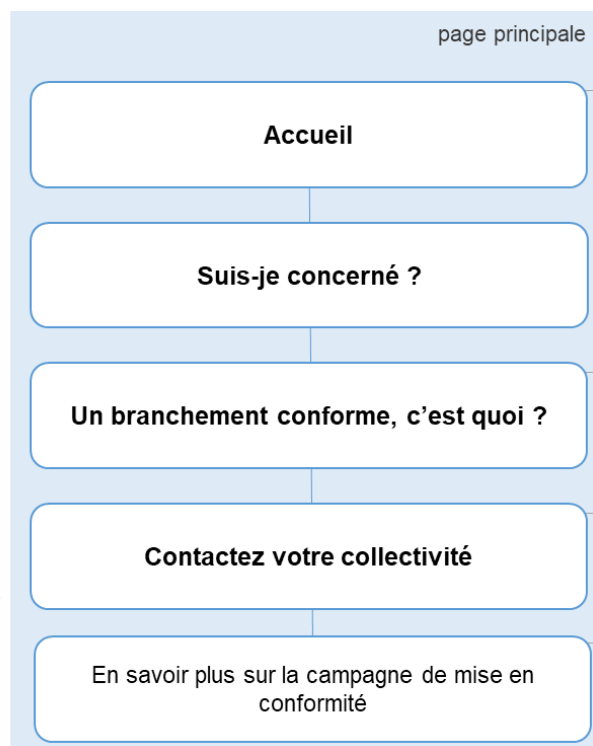 page principale
Accueil
Suis-je concerné ?
Un branchement conforme, c’est quoi ?
Contactez votre collectivité
En savoir plus sur la campagne de mise en
conformité